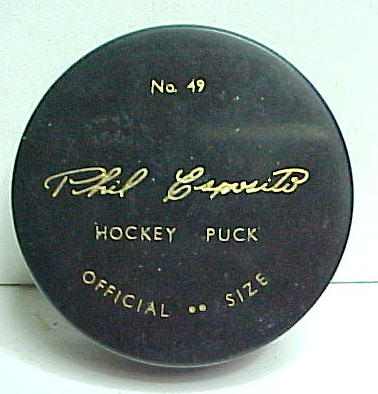 No. 49
Phil Esposito
HOCKEY PUCK
OFFICIAL •• SIZE